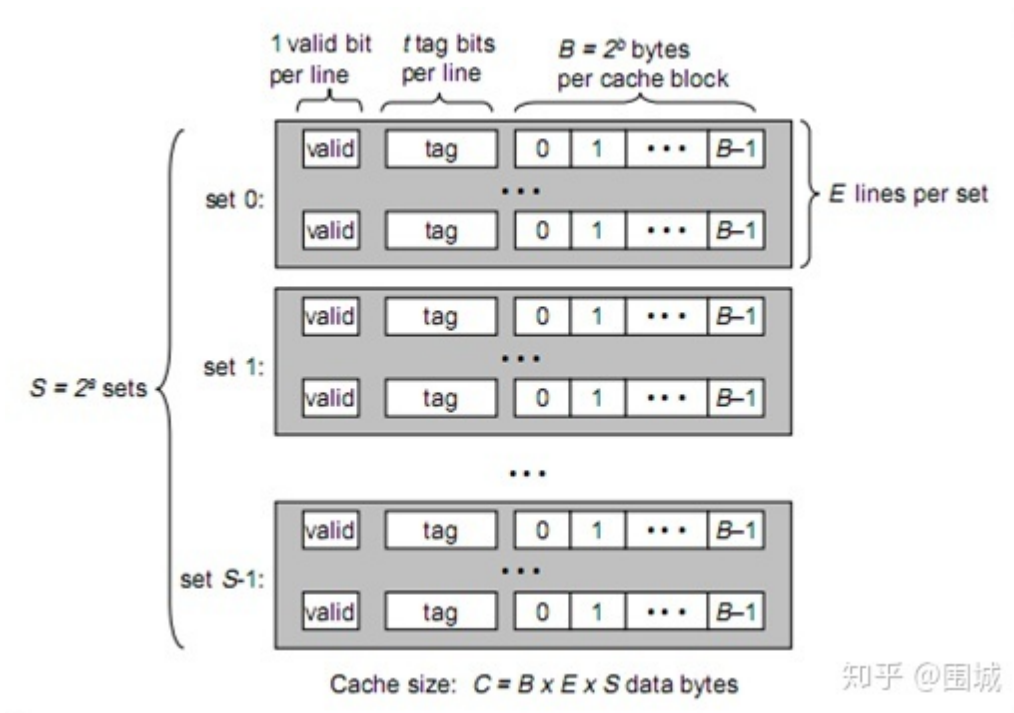 1 valid bit per line
t tag bits per line
B = 2^b bytes per cache block
set 0:
valid tag 0 1 • • • B–1
• • •
valid tag 0 1 • • • B–1
E lines per set
set 1:
valid tag 0 1 • • • B–1
• • •
valid tag 0 1 • • • B–1
S = 2^s sets
• • •
set S-1:
valid tag 0 1 • • • B–1
• • •
valid tag 0 1 • • • B–1
Cache size: C = B x E x S data bytes
知乎 @围城